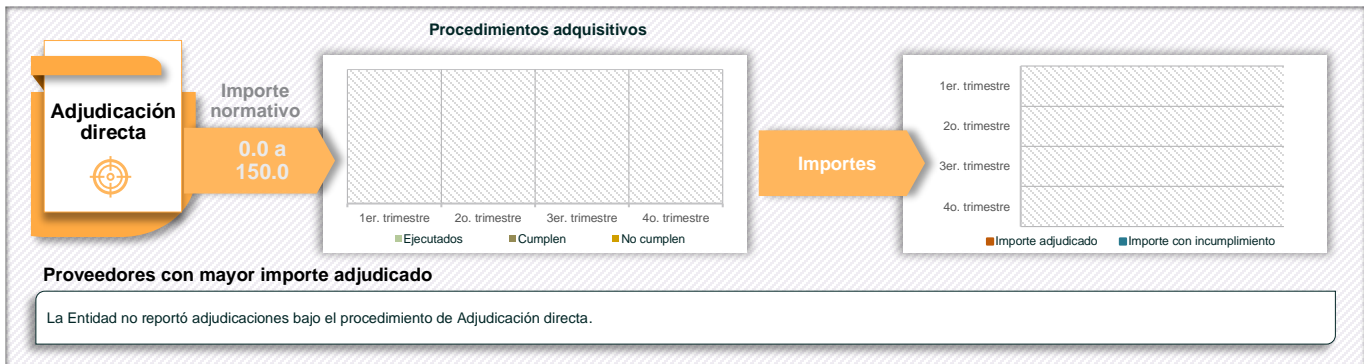 Procedimientos adquisitivos
Adjudicación
directa
Importe
normativo
0.0 a
150.0
1er. trimestre
2o. trimestre
3er. trimestre
4o. trimestre
Ejecutados
Cumplen
No cumplen
Importes
1er. trimestre
2o. trimestre
3er. trimestre
4o. trimestre
Importe adjudicado
Importe con incumplimiento
Proveedores con mayor importe adjudicado
La Entidad no reportó adjudicaciones bajo el procedimiento de Adjudicación directa.